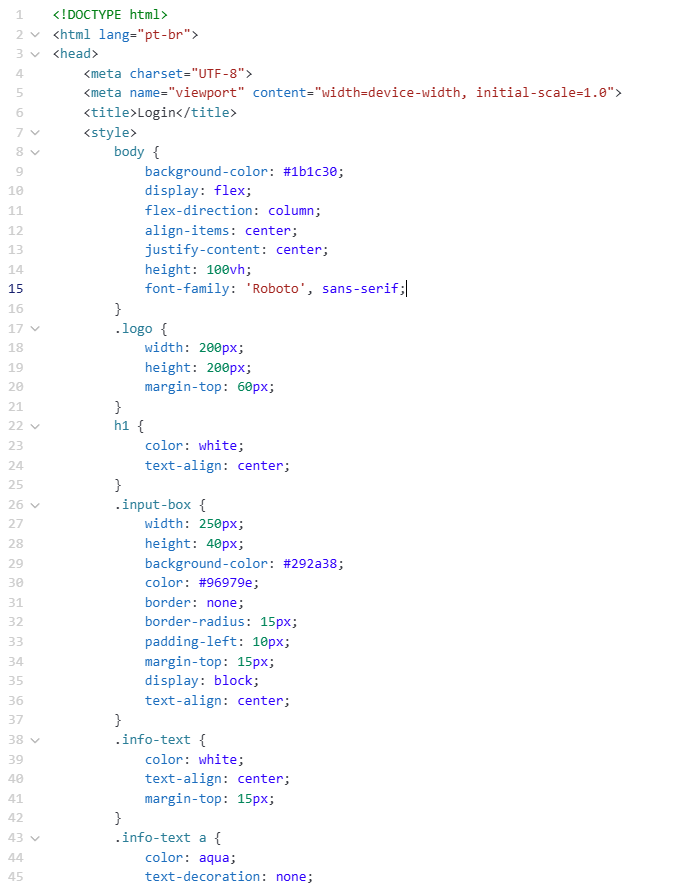 1 <!DOCTYPE html>
2 <html lang="pt-br">
3 <head>
4     <meta charset="UTF-8">
5     <meta name="viewport" content="width=device-width, initial-scale=1.0">
6     <title>Login</title>
7     <style>
8         body {
9             background-color: #1b1c30;
10             display: flex;
11             flex-direction: column;
12             align-items: center;
13             justify-content: center;
14             height: 100vh;
15             font-family: 'Roboto', sans-serif;
16         }
17         .logo {
18             width: 200px;
19             height: 200px;
20             margin-top: 60px;
21         }
22         h1 {
23             color: white;
24             text-align: center;
25         }
26         .input-box {
27             width: 250px;
28             height: 40px;
29             background-color: #292a38;
30             color: #96979e;
31             border: none;
32             border-radius: 15px;
33             padding-left: 10px;
34             margin-top: 15px;
35             display: block;
36             text-align: center;
37         }
38         .info-text {
39             color: white;
40             text-align: center;
41             margin-top: 15px;
42         }
43         .info-text a {
44             color: aqua;
45             text-decoration: none;